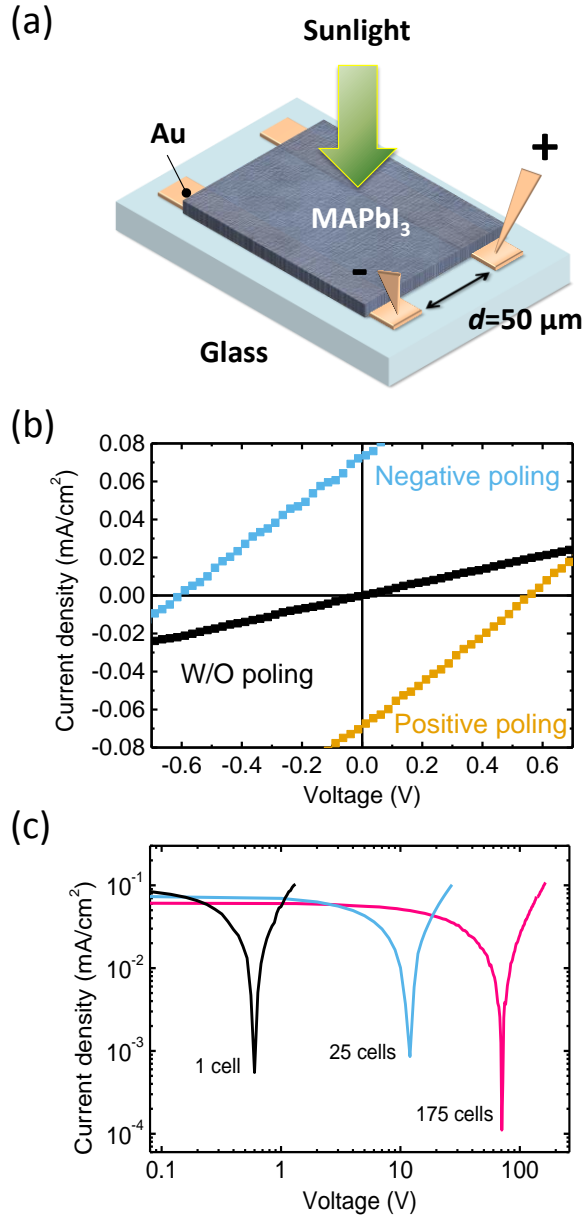 (a)
Sunlight
Au
+
MAPbI₃
-
d=50 µm
Glass
(b)
0.08
0.06
0.04
0.02
0.00
-0.02
-0.04
-0.06
-0.08
Current density (mA/cm²)
Negative poling
W/O poling
Positive poling
-0.6 -0.4 -0.2 0.0 0.2 0.4 0.6
Voltage (V)
(c)
10⁻¹
10⁻²
10⁻³
10⁻⁴
Current density (mA/cm²)
1 cell
25 cells
175 cells
0.1 1 10 100
Voltage (V)